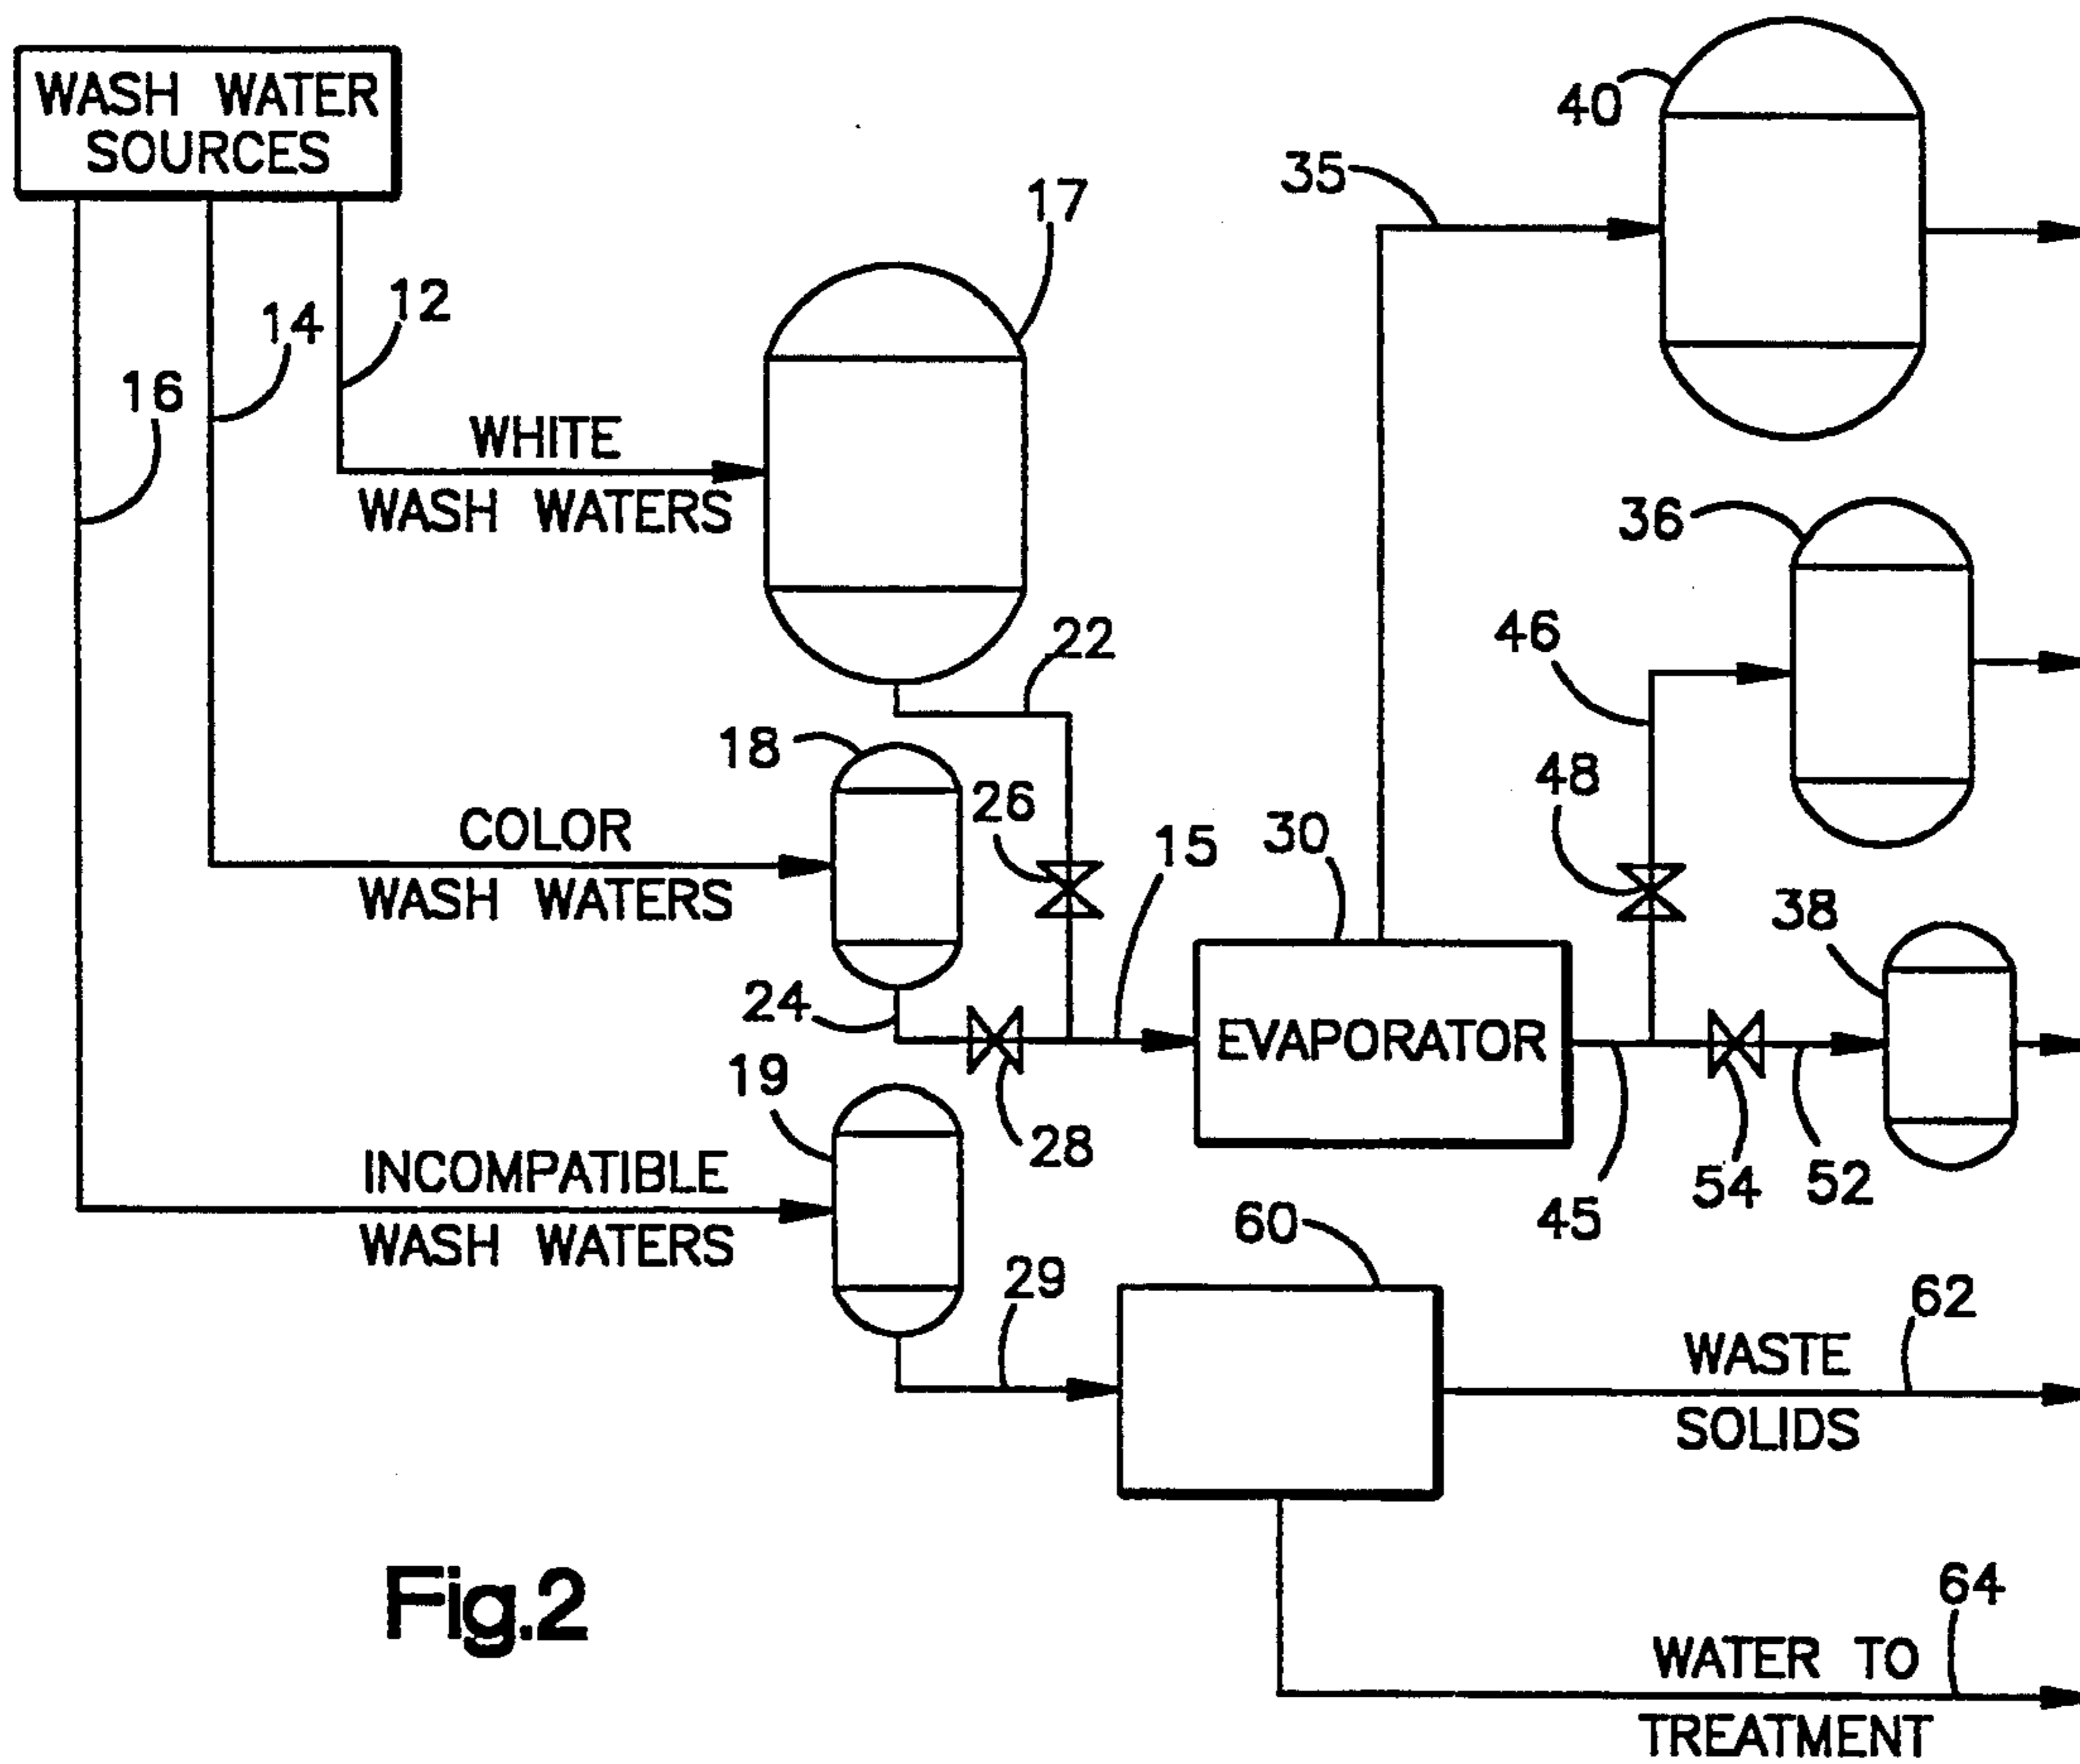 WASH WATER
SOURCES
40
35
17
12
14
16
WHITE
WASH WATERS
36
46
22
18
26
48
COLOR
WASH WATERS
15
30
38
24
EVAPORATOR
19
28
INCOMPATIBLE
WASH WATERS
54
52
45
60
29
62
WASTE
SOLIDS
64
WATER TO
TREATMENT
Fig.2